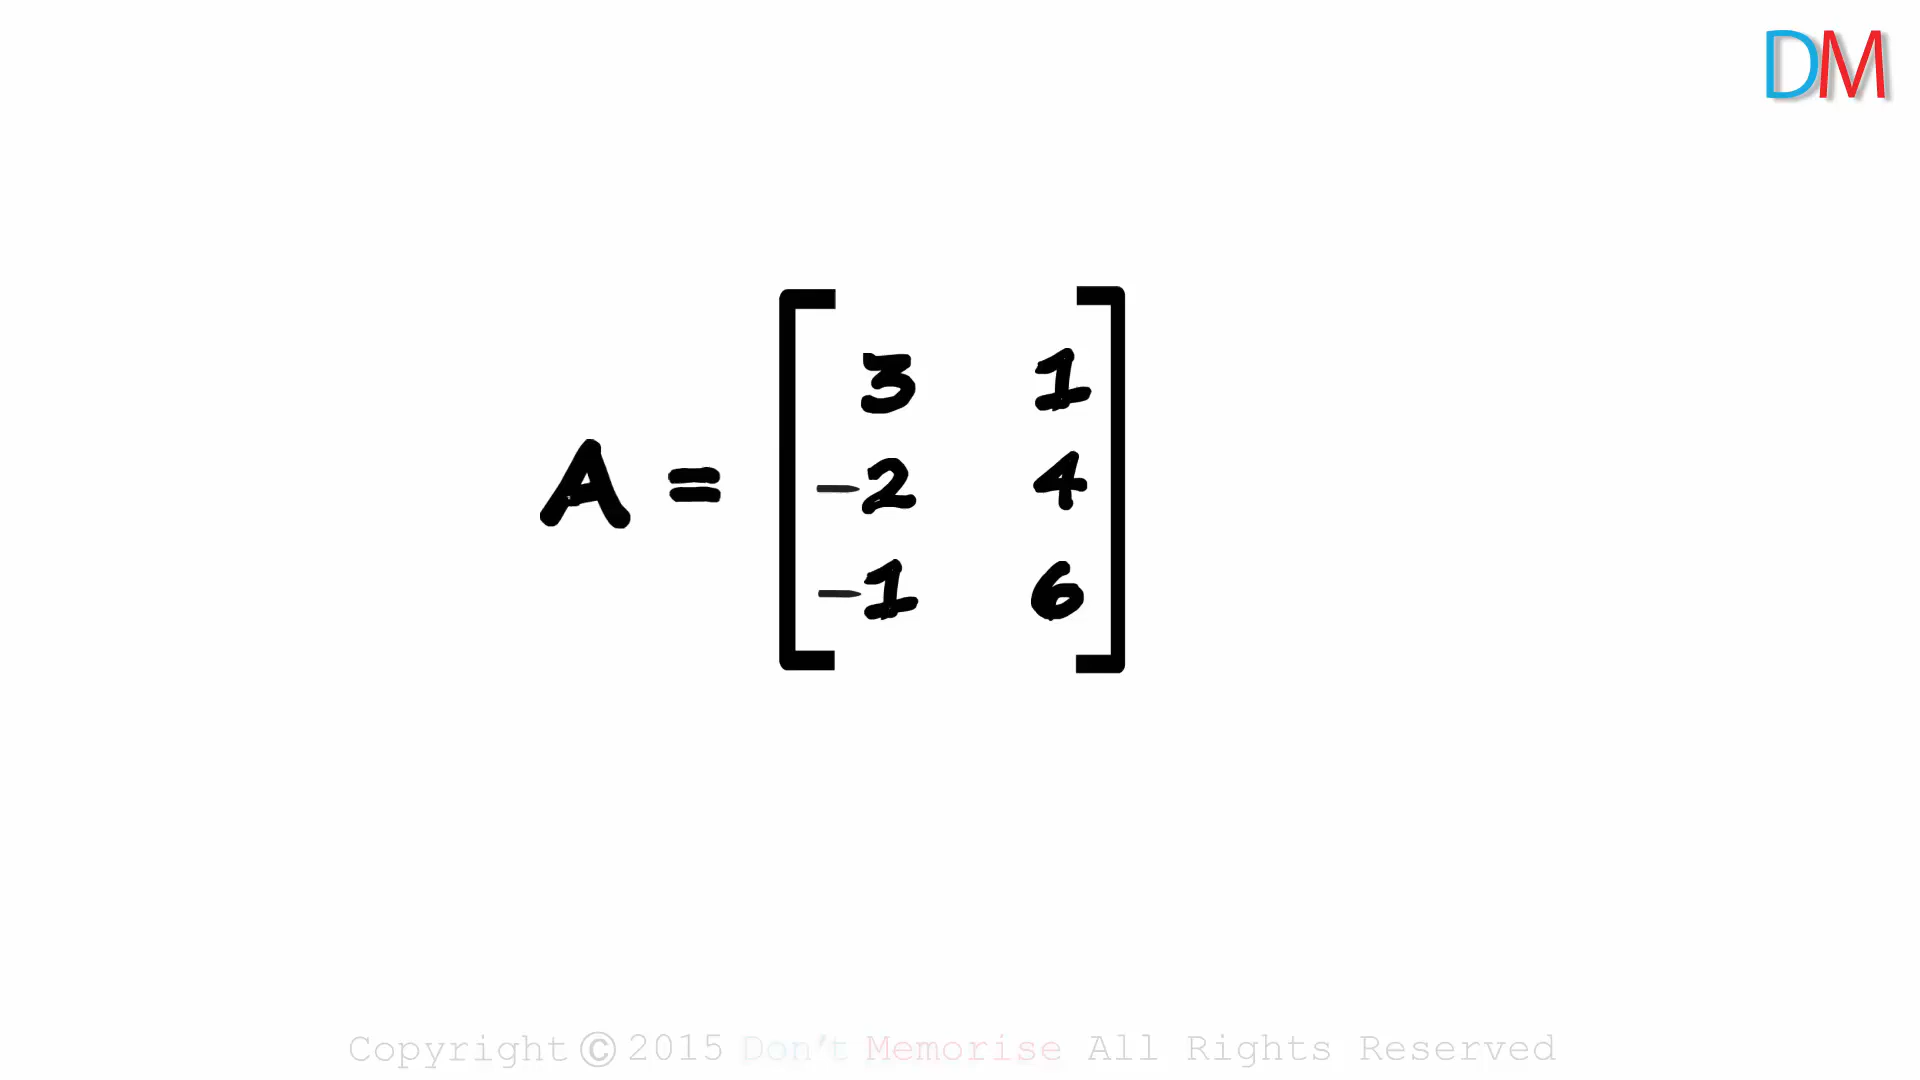 DM
3 1
A = -2 4
-1 6
Copyright © 2015 Don't Memorise All Rights Reserved